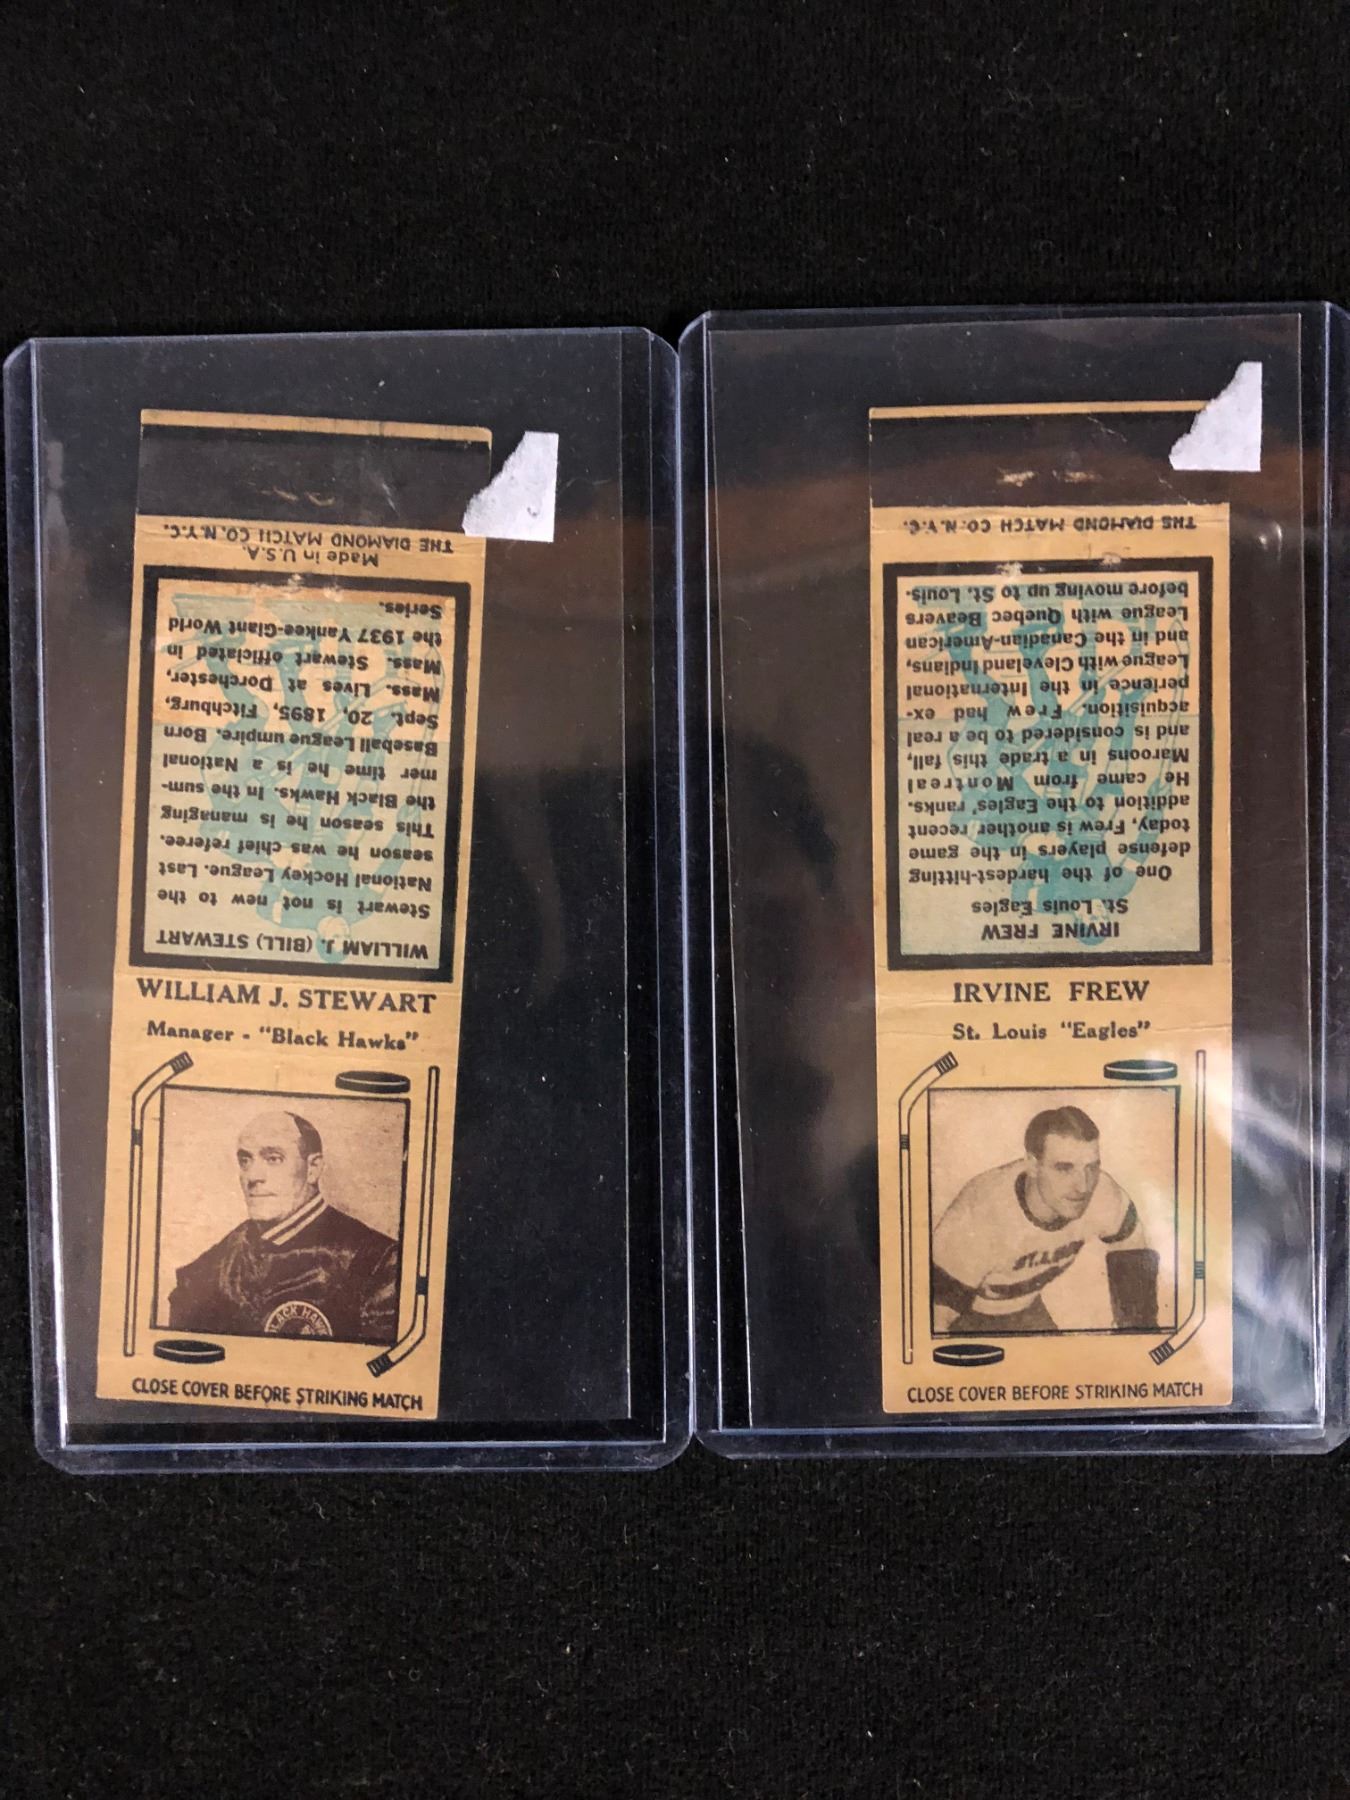 THE DIAMOND MATCH CO. N.Y.C.
Made in U.S.A.
WILLIAM J. (BILL) STEWART
Stewart is not new to the
National Hockey League. Last
season he was chief referee.
This season he is managing
the Black Hawks. In the sum-
mer time he is a National
Baseball League umpire. Born
Sept. 20, 1895, Fitchburg,
Mass. Lives at Dorchester,
Mass. Stewart officiated in
the 1937 Yankee-Giant World
Series.
WILLIAM J. STEWART
Manager - "Black Hawks"
BLACK HAWK
CLOSE COVER BEFORE STRIKING MATCH
THE DIAMOND MATCH CO. N.Y.C.
IRVINE FREW
St. Louis Eagles
One of the hardest-hitting
defense players in the game
today, Frew is another recent
addition to the Eagles' ranks.
He came from Montreal
Maroons in a trade this fall,
and is considered to be a real
acquisition. Frew had ex-
perience in the International
League with Cleveland Indians,
and in the Canadian-American
League with Quebec Beavers
before moving up to St. Louis.
IRVINE FREW
St. Louis "Eagles"
ST. LOUIS
CLOSE COVER BEFORE STRIKING MATCH